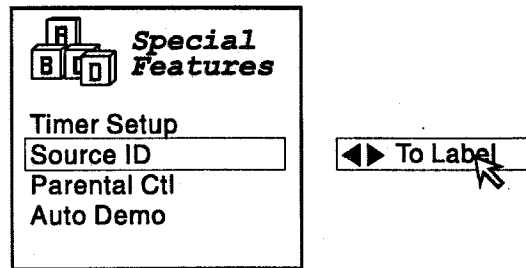 A
B C D
Special
Features
Timer Setup
Source ID
Parental Ctl
Auto Demo
◀▶ To Label